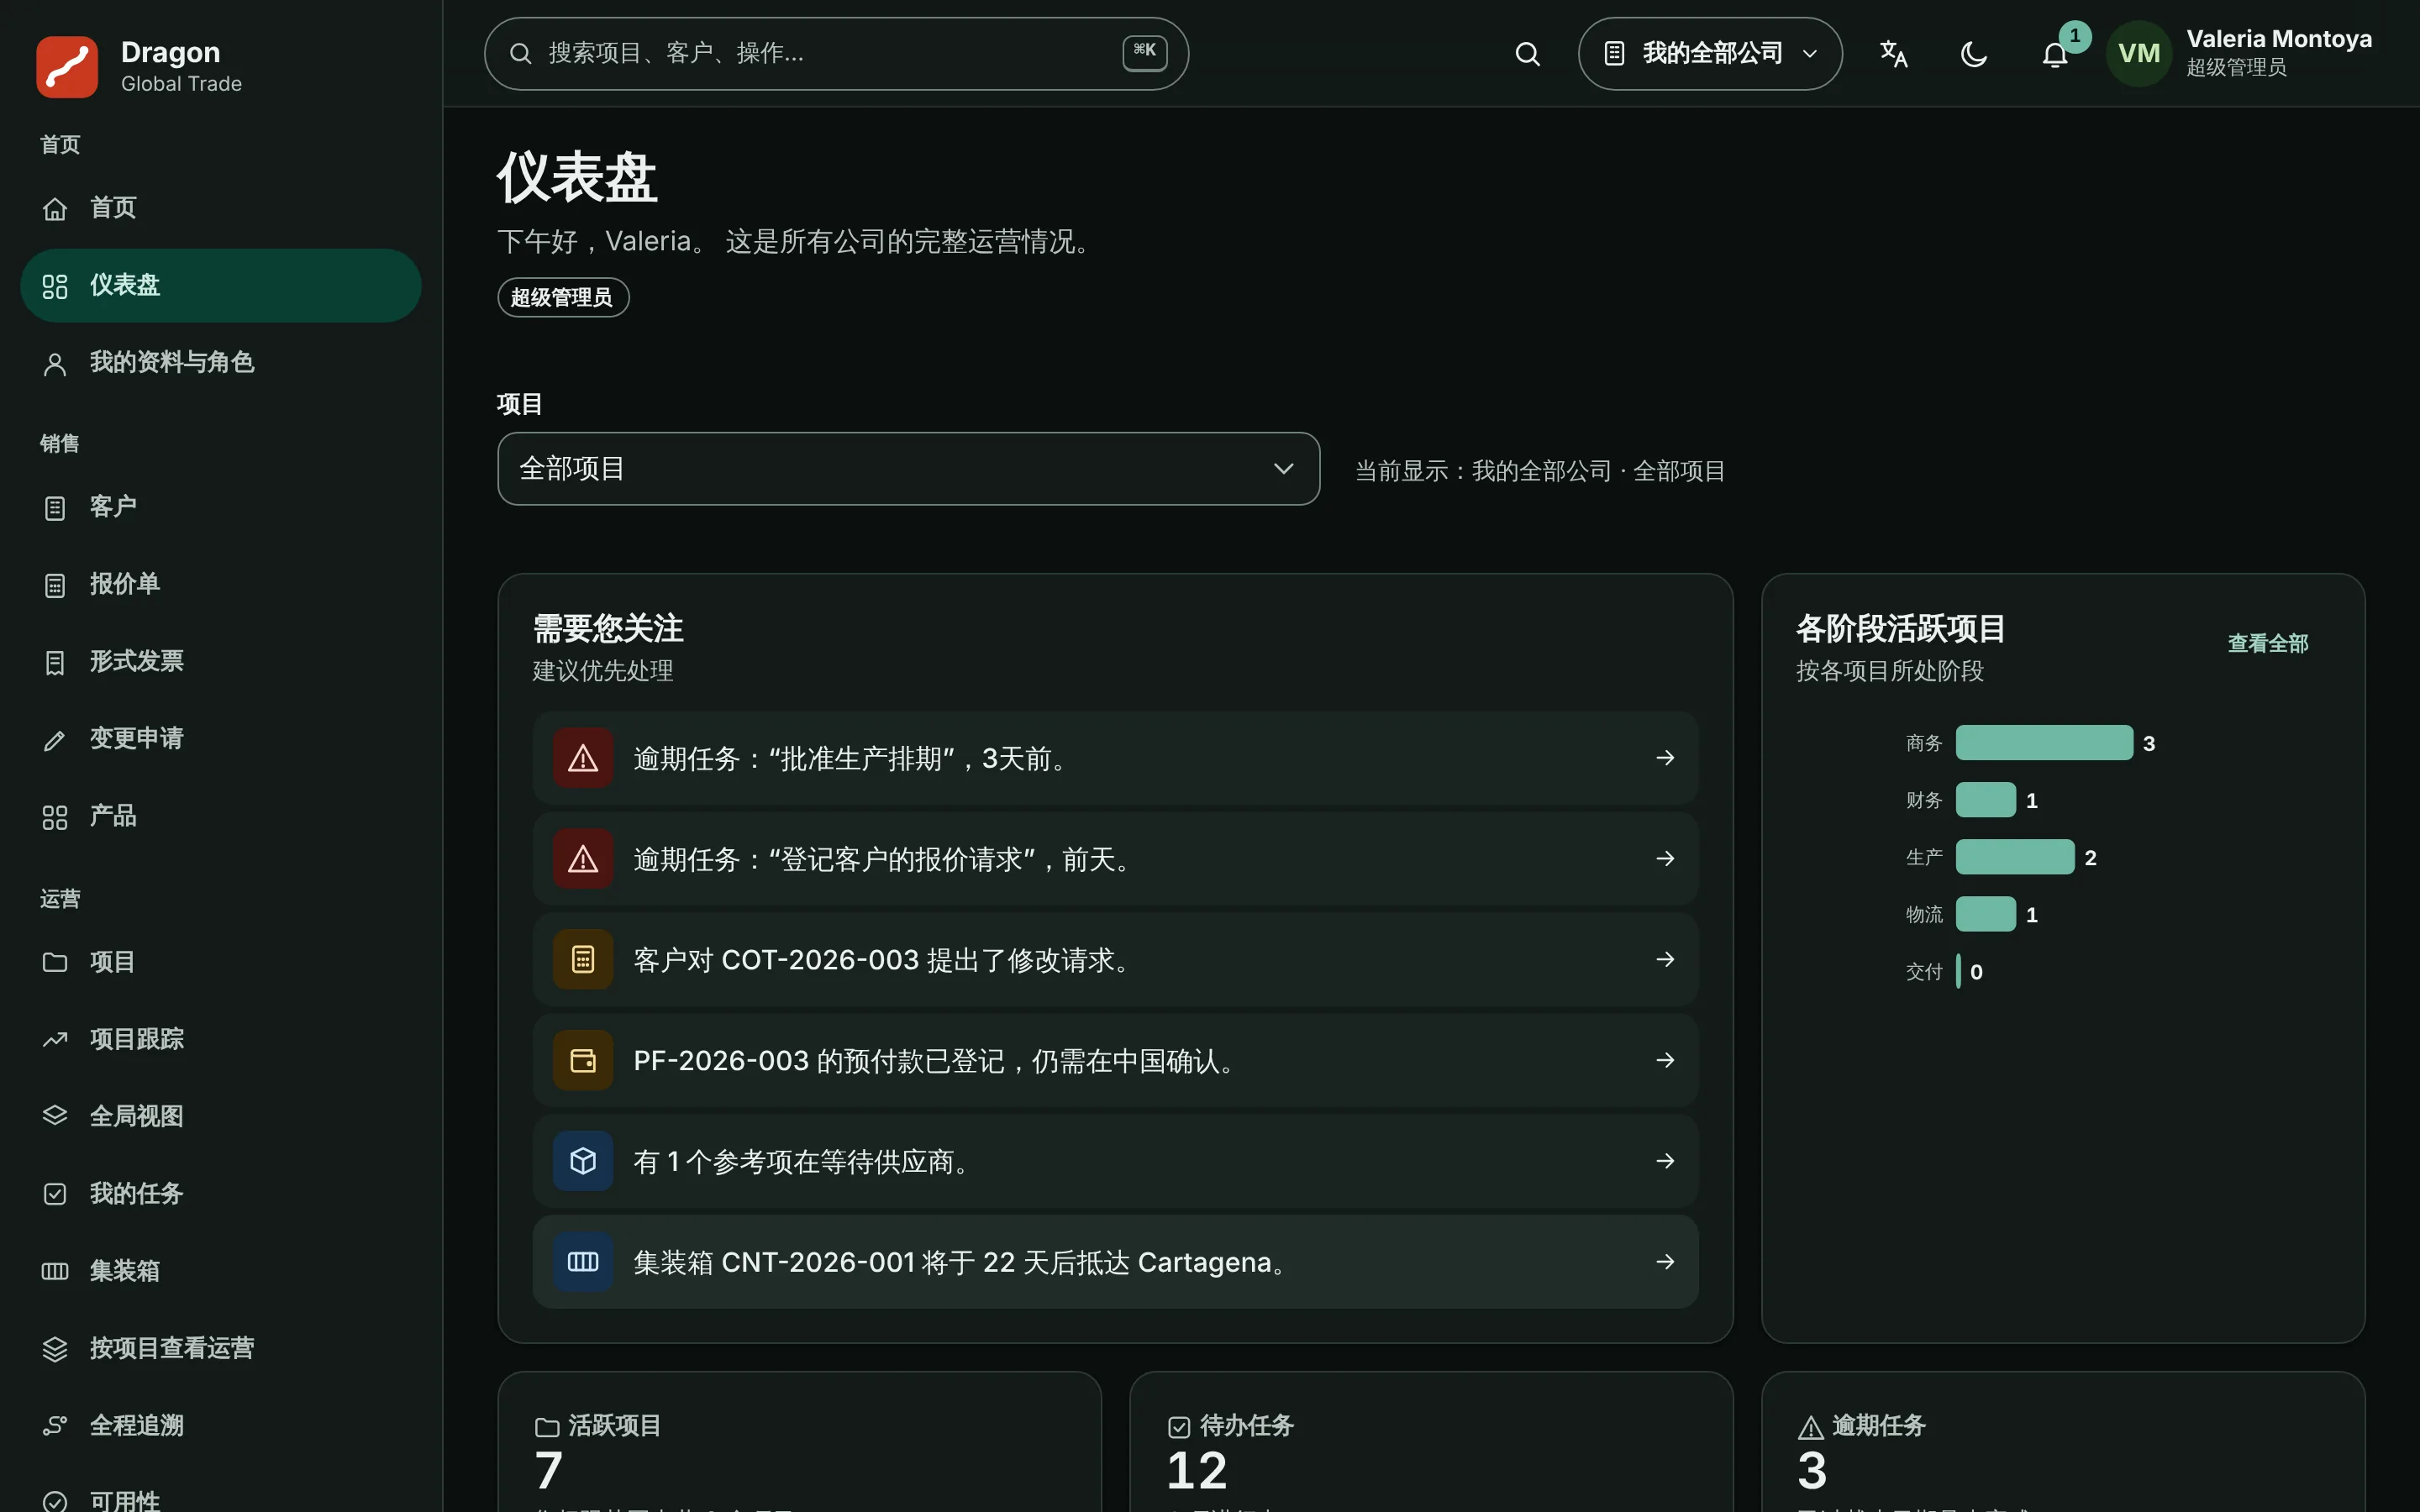 Dragon
Global Trade
首页
首页
仪表盘
我的资料与角色
销售
客户
报价单
形式发票
变更申请
产品
运营
项目
项目跟踪
全局视图
我的任务
集装箱
按项目查看运营
全程追溯
可用性
搜索项目、客户、操作...
⌘K
我的全部公司
1
VM
Valeria Montoya
超级管理员
仪表盘
下午好，Valeria。 这是所有公司的完整运营情况。
超级管理员
项目
全部项目
当前显示：我的全部公司 · 全部项目
需要您关注
建议优先处理
逾期任务：“批准生产排期”，3天前。
逾期任务：“登记客户的报价请求”，前天。
客户对 COT-2026-003 提出了修改请求。
PF-2026-003 的预付款已登记，仍需在中国确认。
有 1 个参考项在等待供应商。
集装箱 CNT-2026-001 将于 22 天后抵达 Cartagena。
各阶段活跃项目
按各项目所处阶段
查看全部
商务 3
财务 1
生产 2
物流 1
交付 0
活跃项目
7
待办任务
12
逾期任务
3